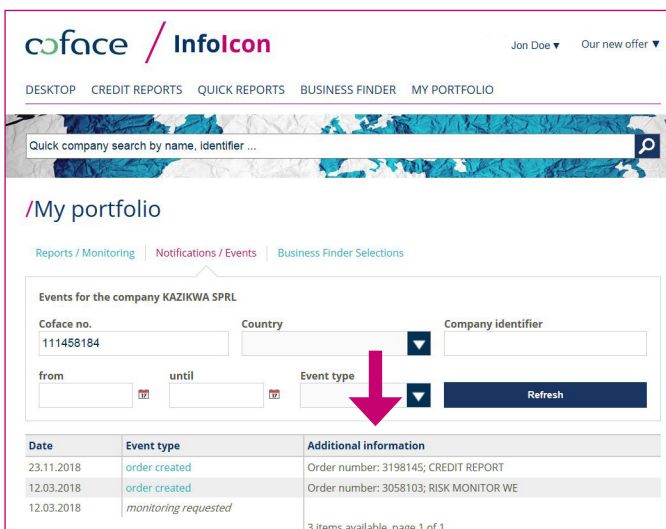 coface / InfoIcon
Jon Doe ▼ Our new offer ▼
DESKTOP CREDIT REPORTS QUICK REPORTS BUSINESS FINDER MY PORTFOLIO
Quick company search by name, identifier ...
/My portfolio
Reports / Monitoring Notifications / Events Business Finder Selections
Events for the company KAZIKWA SPRL
Coface no. Country Company identifier
111458184
from until Event type
17 17 Refresh
Date Event type Additional information
23.11.2018 order created Order number: 3198145; CREDIT REPORT
12.03.2018 order created Order number: 3058103; RISK MONITOR WE
12.03.2018 monitoring requested
3 items available, page 1 of 1